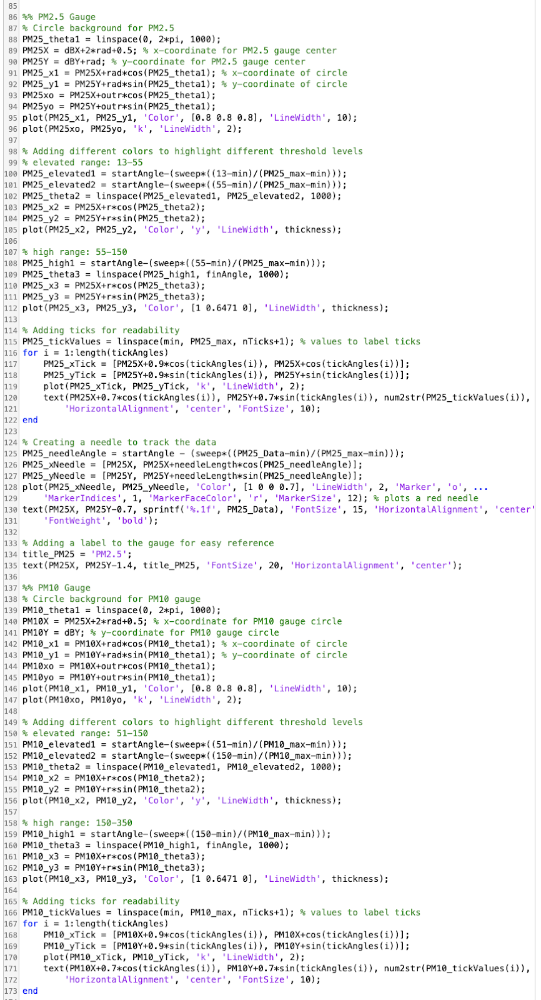 85
86 %% PM2.5 Gauge
87 % Circle background for PM2.5
88 PM25_theta1 = linspace(0, 2*pi, 1000);
89 PM25X = dBX+2*rad+0.5; % x-coordinate for PM2.5 gauge center
90 PM25Y = dBY+rad; % y-coordinate for PM2.5 gauge center
91 PM25_x1 = PM25X+rad*cos(PM25_theta1); % x-coordinate of circle
92 PM25_y1 = PM25Y+rad*sin(PM25_theta1); % y-coordinate of circle
93 PM25xo = PM25X+outr*cos(PM25_theta1);
94 PM25yo = PM25Y+outr*sin(PM25_theta1);
95 plot(PM25_x1, PM25_y1, 'Color', [0.8 0.8 0.8], 'LineWidth', 10);
96 plot(PM25xo, PM25yo, 'k', 'LineWidth', 2);
97
98 % Adding different colors to highlight different threshold levels
99 % elevated range: 13-55
100 PM25_elevated1 = startAngle-(sweep*((13-min)/(PM25_max-min)));
101 PM25_elevated2 = startAngle-(sweep*((55-min)/(PM25_max-min)));
102 PM25_theta2 = linspace(PM25_elevated1, PM25_elevated2, 1000);
103 PM25_x2 = PM25X+r*cos(PM25_theta2);
104 PM25_y2 = PM25Y+r*sin(PM25_theta2);
105 plot(PM25_x2, PM25_y2, 'Color', 'y', 'LineWidth', thickness);
106
107 % high range: 55-150
108 PM25_high1 = startAngle-(sweep*((55-min)/(PM25_max-min)));
109 PM25_theta3 = linspace(PM25_high1, finAngle, 1000);
110 PM25_x3 = PM25X+r*cos(PM25_theta3);
111 PM25_y3 = PM25Y+r*sin(PM25_theta3);
112 plot(PM25_x3, PM25_y3, 'Color', [1 0.6471 0], 'LineWidth', thickness);
113
114 % Adding ticks for readability
115 PM25_tickValues = linspace(min, PM25_max, nTicks+1); % values to label ticks
116 for i = 1:length(tickAngles)
117 PM25_xTick = [PM25X+0.9*cos(tickAngles(i)), PM25X+cos(tickAngles(i))];
118 PM25_yTick = [PM25Y+0.9*sin(tickAngles(i)), PM25Y+sin(tickAngles(i))];
119 plot(PM25_xTick, PM25_yTick, 'k', 'LineWidth', 2);
120 text(PM25X+0.7*cos(tickAngles(i)), PM25Y+0.7*sin(tickAngles(i)), num2str(PM25_tickValues(i)),
121 'HorizontalAlignment', 'center', 'FontSize', 10);
122 end
123
124 % Creating a needle to track the data
125 PM25_needleAngle = startAngle - (sweep*((PM25_Data-min)/(PM25_max-min)));
126 PM25_xNeedle = [PM25X, PM25X+needleLength*cos(PM25_needleAngle)];
127 PM25_yNeedle = [PM25Y, PM25Y+needleLength*sin(PM25_needleAngle)];
128 plot(PM25_xNeedle, PM25_yNeedle, 'Color', [1 0 0 0.7], 'LineWidth', 2, 'Marker', 'o', ...
129 'MarkerIndices', 1, 'MarkerFaceColor', 'r', 'MarkerSize', 12); % plots a red needle
130 text(PM25X, PM25Y-0.7, sprintf('%.1f', PM25_Data), 'FontSize', 15, 'HorizontalAlignment', 'center'
131 'FontWeight', 'bold');
132
133 % Adding a label to the gauge for easy reference
134 title_PM25 = 'PM2.5';
135 text(PM25X, PM25Y-1.4, title_PM25, 'FontSize', 20, 'HorizontalAlignment', 'center');
136
137 %% PM10 Gauge
138 % Circle background for PM10 gauge
139 PM10_theta1 = linspace(0, 2*pi, 1000);
140 PM10X = PM25X+2*rad+0.5; % x-coordinate for PM10 gauge circle
141 PM10Y = dBY; % y-coordinate for PM10 gauge circle
142 PM10_x1 = PM10X+rad*cos(PM10_theta1); % x-coordinate of circle
143 PM10_y1 = PM10Y+rad*sin(PM10_theta1); % y-coordinate of circle
144 PM10xo = PM10X+outr*cos(PM10_theta1);
145 PM10yo = PM10Y+outr*sin(PM10_theta1);
146 plot(PM10_x1, PM10_y1, 'Color', [0.8 0.8 0.8], 'LineWidth', 10);
147 plot(PM10xo, PM10yo, 'k', 'LineWidth', 2);
148
149 % Adding different colors to highlight different threshold levels
150 % elevated range: 51-150
151 PM10_elevated1 = startAngle-(sweep*((51-min)/(PM10_max-min)));
152 PM10_elevated2 = startAngle-(sweep*((150-min)/(PM10_max-min)));
153 PM10_theta2 = linspace(PM10_elevated1, PM10_elevated2, 1000);
154 PM10_x2 = PM10X+r*cos(PM10_theta2);
155 PM10_y2 = PM10Y+r*sin(PM10_theta2);
156 plot(PM10_x2, PM10_y2, 'Color', 'y', 'LineWidth', thickness);
157
158 % high range: 150-350
159 PM10_high1 = startAngle-(sweep*((150-min)/(PM10_max-min)));
160 PM10_theta3 = linspace(PM10_high1, finAngle, 1000);
161 PM10_x3 = PM10X+r*cos(PM10_theta3);
162 PM10_y3 = PM10Y+r*sin(PM10_theta3);
163 plot(PM10_x3, PM10_y3, 'Color', [1 0.6471 0], 'LineWidth', thickness);
164
165 % Adding ticks for readability
166 PM10_tickValues = linspace(min, PM10_max, nTicks+1); % values to label ticks
167 for i = 1:length(tickAngles)
168 PM10_xTick = [PM10X+0.9*cos(tickAngles(i)), PM10X+cos(tickAngles(i))];
169 PM10_yTick = [PM10Y+0.9*sin(tickAngles(i)), PM10Y+sin(tickAngles(i))];
170 plot(PM10_xTick, PM10_yTick, 'k', 'LineWidth', 2);
171 text(PM10X+0.7*cos(tickAngles(i)), PM10Y+0.7*sin(tickAngles(i)), num2str(PM10_tickValues(i)),
172 'HorizontalAlignment', 'center', 'FontSize', 10);
173 end